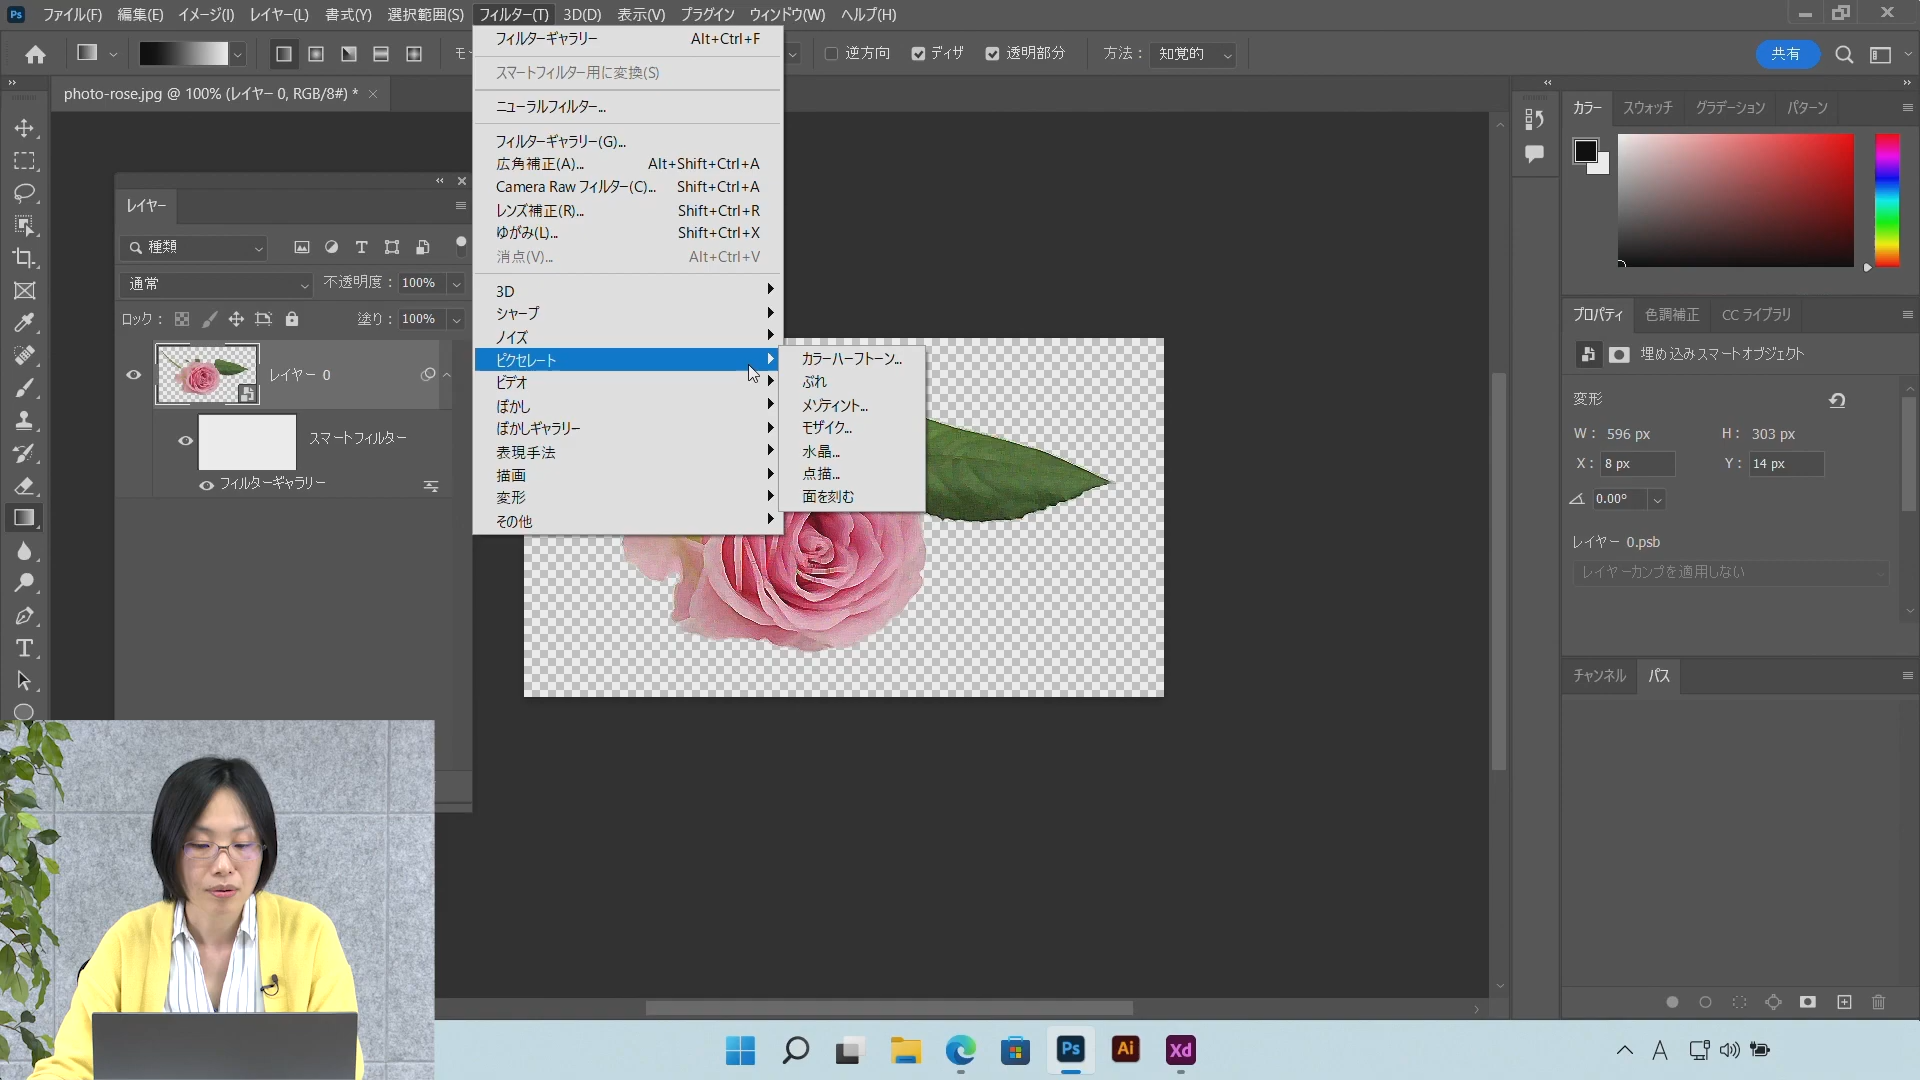 Ps ファイル(F) 編集(E) イメージ(I) レイヤー(L) 書式(Y) 選択範囲(S) フィルター(T) 3D(D) 表示(V) プラグイン ウィンドウ(W) ヘルプ(H)
モ 逆方向 ディザ 透明部分 方法： 知覚的 共有
photo-rose.jpg @ 100% (レイヤー 0, RGB/8#) *
フィルターギャラリー Alt+Ctrl+F
スマートフィルター用に変換(S)
ニューラルフィルター...
フィルターギャラリー(G)...
広角補正(A)... Alt+Shift+Ctrl+A
Camera Raw フィルター(C)... Shift+Ctrl+A
レンズ補正(R)... Shift+Ctrl+R
ゆがみ(L)... Shift+Ctrl+X
消点(V)... Alt+Ctrl+V
3D
シャープ
ノイズ
ピクセレート
ビデオ
ぼかし
ぼかしギャラリー
表現手法
描画
変形
その他
カラーハーフトーン...
ぶれ
メゾティント...
モザイク...
水晶...
点描...
面を刻む
レイヤー
種類
通常 不透明度： 100%
ロック： 塗り： 100%
レイヤー 0
スマートフィルター
フィルターギャラリー
カラー スウォッチ グラデーション パターン
プロパティ 色調補正 CC ライブラリ
埋め込みスマートオブジェクト
変形
W： 596 px H： 303 px
X： 8 px Y： 14 px
0.00°
レイヤー 0.psb
レイヤーカンプを適用しない
チャンネル パス
Ps Ai Xd A